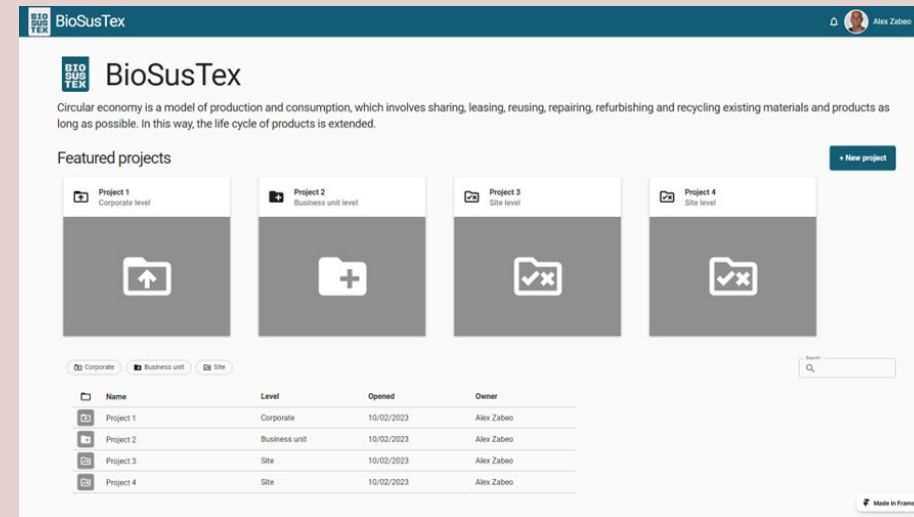 BIO
SUS
TEX
BioSusTex
Alex Zabeo
BIO
SUS
TEX
BioSusTex
Circular economy is a model of production and consumption, which involves sharing, leasing, reusing, repairing, refurbishing and recycling existing materials and products as
long as possible. In this way, the life cycle of products is extended.
Featured projects
+ New project
Project 1
Corporate level
Project 2
Business unit level
Project 3
Site level
Project 4
Site level
Corporate
Business unit
Site
Search
Name Level Opened Owner
Project 1 Corporate 10/02/2023 Alex Zabeo
Project 2 Business unit 10/02/2023 Alex Zabeo
Project 3 Site 10/02/2023 Alex Zabeo
Project 4 Site 10/02/2023 Alex Zabeo
Made in Frame